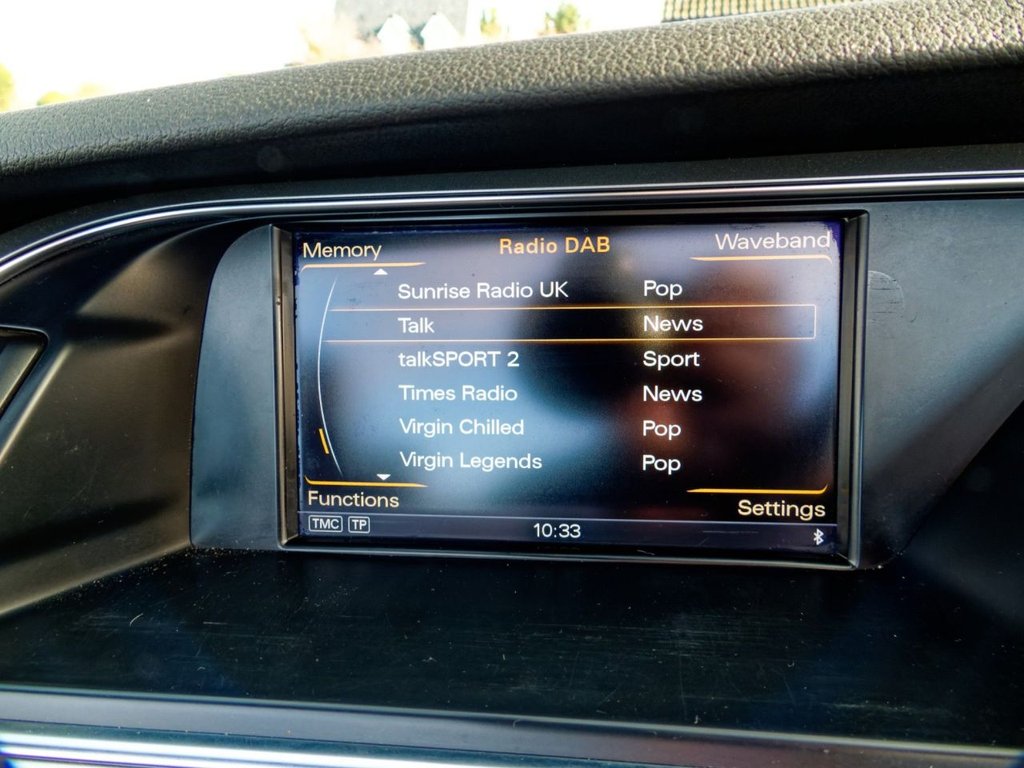 Memory Radio DAB Waveband
Sunrise Radio UK Pop
Talk News
talkSPORT 2 Sport
Times Radio News
Virgin Chilled Pop
Virgin Legends Pop
Functions Settings
TMC TP 10:33